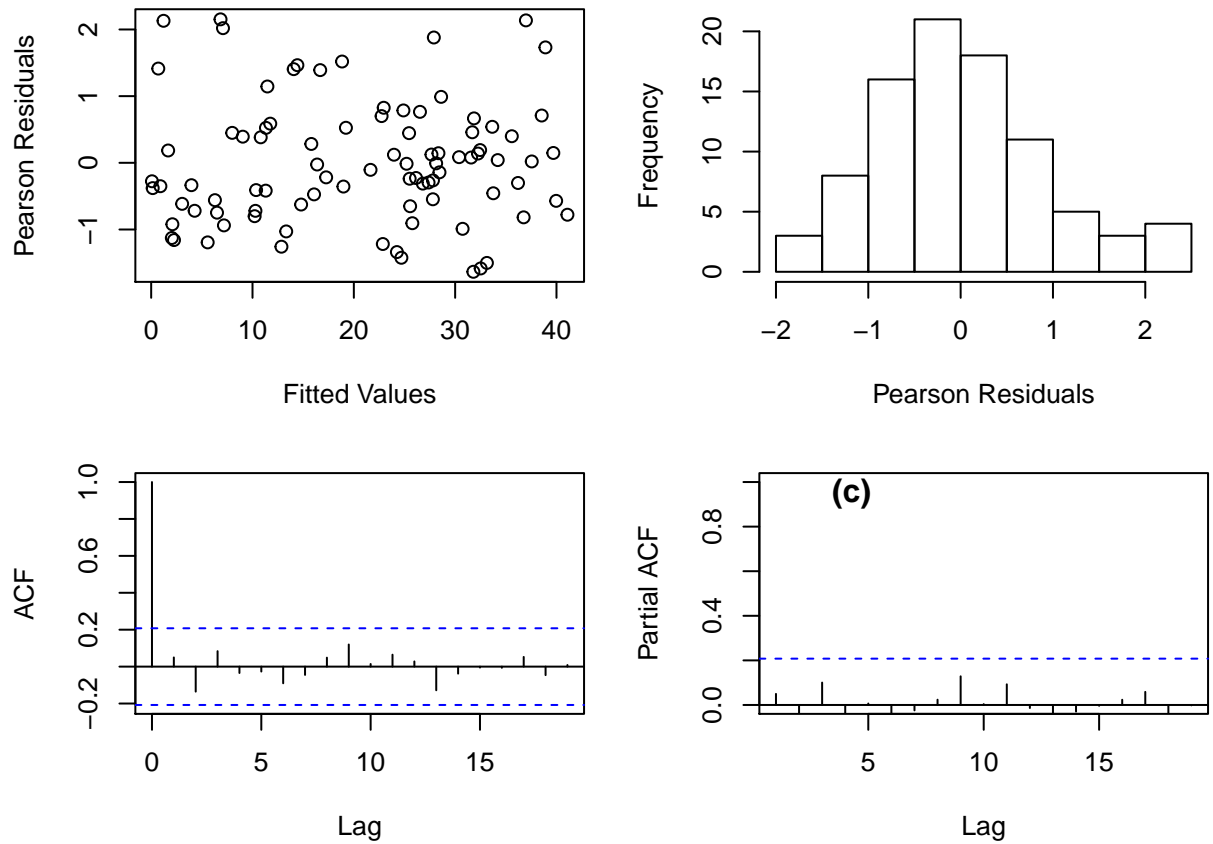 Pearson Residuals
2
1
0
−1
0 10 20 30 40
Fitted Values
Frequency
20
15
10
5
0
−2 −1 0 1 2
Pearson Residuals
ACF
1.0
0.6
0.2
−0.2
0 5 10 15
Lag
(c)
Partial ACF
0.8
0.4
0.0
5 10 15
Lag